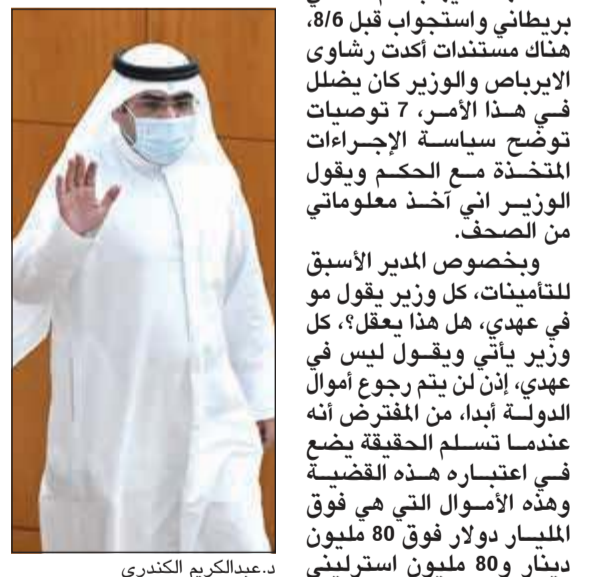 بريطاني واستجواب قبل 8/6،
هناك مستندات أكدت رشاوى
الايرباص والوزير كان يضلل
في هذا الأمر، 7 توصيات
توضح سياسة الإجراءات
المتخذة مع الحكم ويقول
الوزير اني آخذ معلوماتي
من الصحف.
وبخصوص المدير الأسبق
للتأمينات، كل وزير يقول مو
في عهدي، هل هذا يعقل؟، كل
وزير يأتي ويقول ليس في
عهدي، إذن لن يتم رجوع أموال
الدولة أبدا، من المفترض أنه
عندما تسلم الحقيقة يضع
في اعتباره هذه القضية
وهذه الأموال التي هي فوق
المليار دولار فوق 80 مليون
دينار و80 مليون استرليني
د.عبدالكريم الكندري